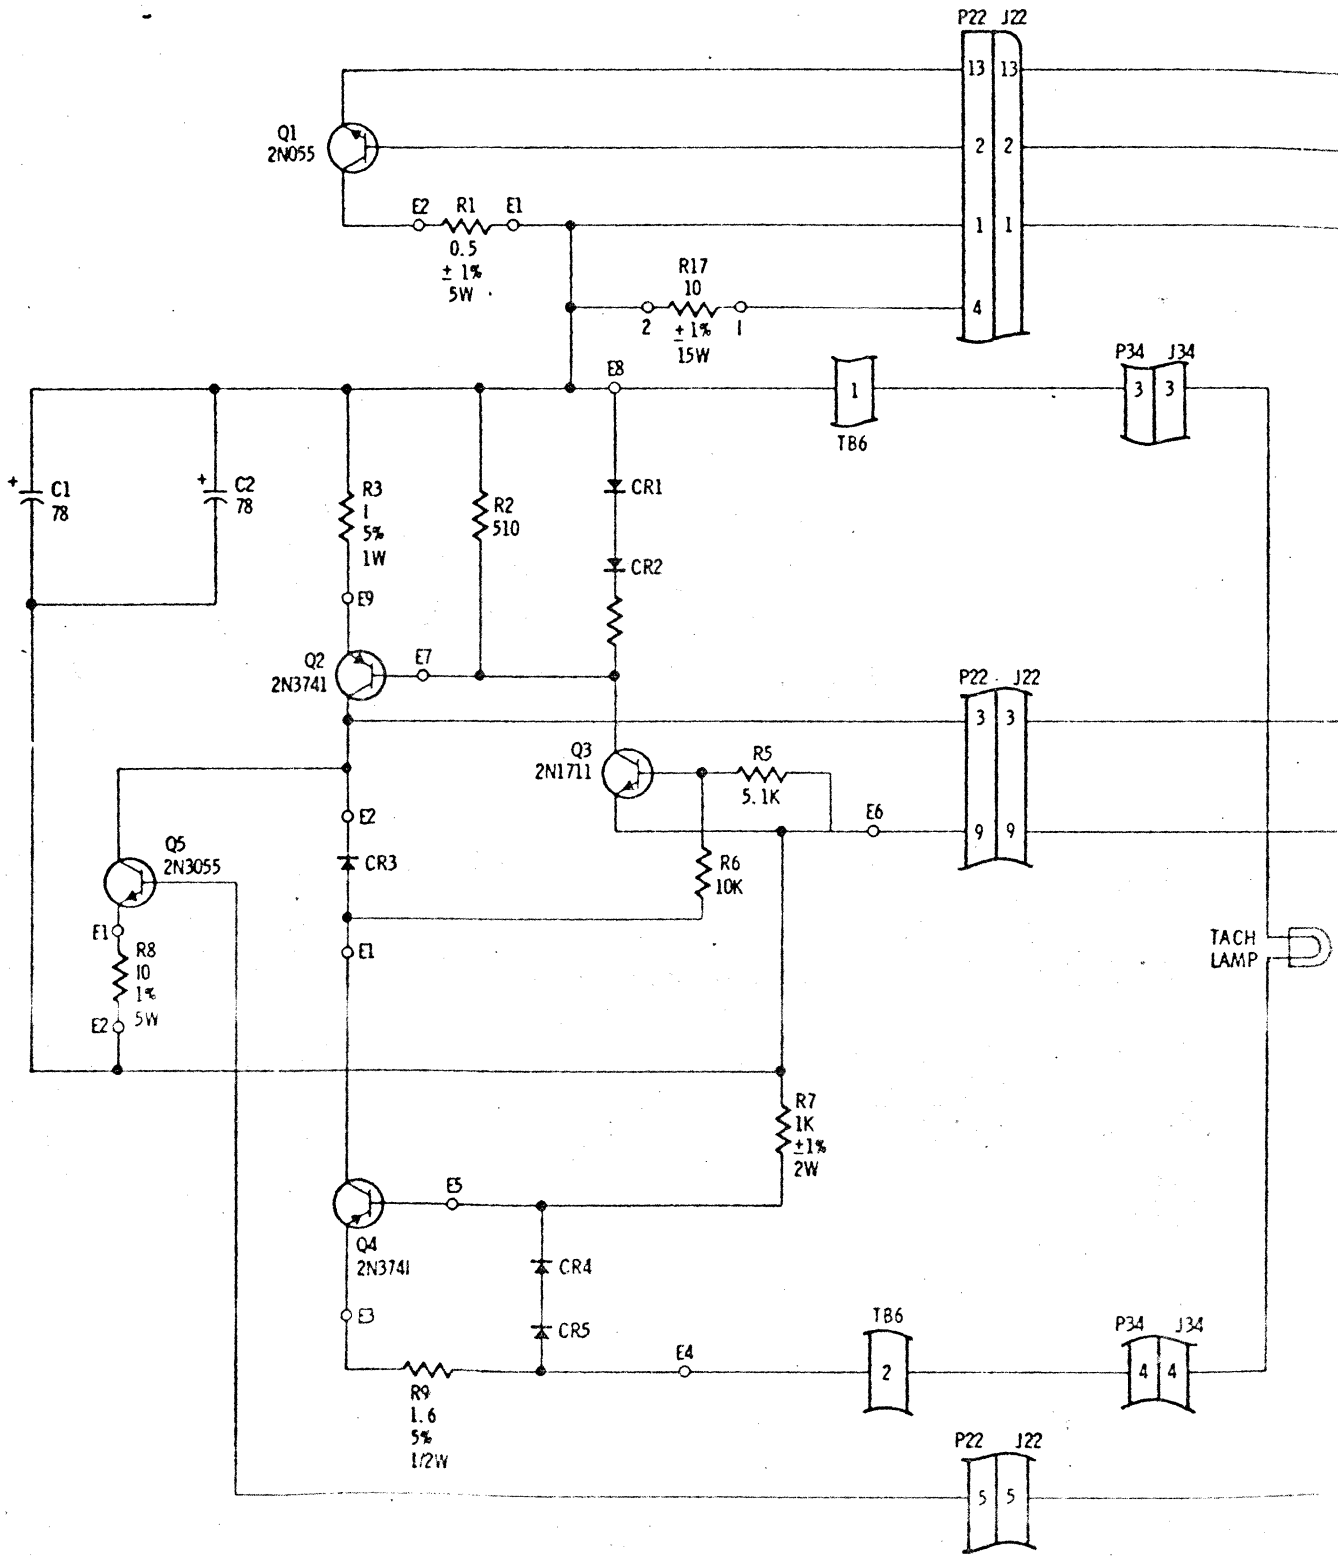 P22 J22
13 13
Q1
2N055
2 2
E2 R1 E1
0.5
± 1%
5W
1 1
R17
10
2 1
± 1%
15W
4
P34 J34
E8
1
3 3
TB6
+ C1
78
+ C2
78
R3
1
5%
1W
R2
510
CR1
CR2
E9
Q2
2N3741
E7
P22 J22
3 3
Q3
2N1711
R5
5.1K
E2
E6
9 9
Q5
2N3055
CR3
R6
10K
E1
E1
R8
10
1%
5W
E2
TACH
LAMP
R7
1K
±1%
2W
E5
Q4
2N3741
CR4
E3
CR5
TB6
P34 J34
E4
2
4 4
R9
1.6
5%
1/2W
P22 J22
5 5